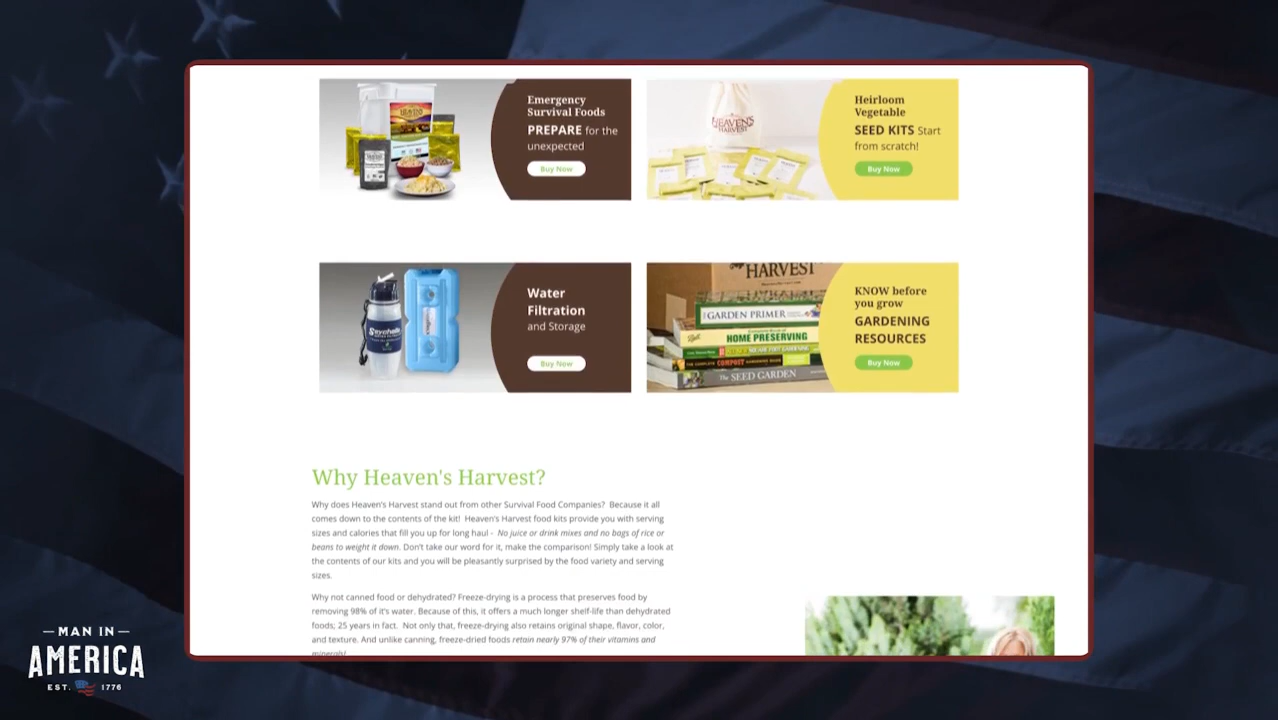 Emergency
Survival Foods
PREPARE for the
unexpected
Buy Now
HEAVEN'S
HARVEST
Heirloom
Vegetable
SEED KITS Start
from scratch!
Buy Now
Seychelle
Water
Filtration
and Storage
Buy Now
HARVEST
GARDEN PRIMER
HOME PRESERVING
COMPOST
The SEED GARDEN
KNOW before
you grow
GARDENING
RESOURCES
Buy Now
Why Heaven's Harvest?
Why does Heaven's Harvest stand out from other Survival Food Companies? Because it all
comes down to the contents of the kit! Heaven's Harvest food kits provide you with serving
sizes and calories that fill you up for long haul - No juice or drink mixes and no bags of rice or
beans to weight it down. Don't take our word for it, make the comparison! Simply take a look at
the contents of our kits and you will be pleasantly surprised by the food variety and serving
sizes.
Why not canned food or dehydrated? Freeze-drying is a process that preserves food by
removing 98% of it's water. Because of this, it offers a much longer shelf-life than dehydrated
foods; 25 years in fact. Not only that, freeze-drying also retains original shape, flavor, color,
and texture. And unlike canning, freeze-dried foods retain nearly 97% of their vitamins and
minerals!
MAN IN
AMERICA
EST. 1776